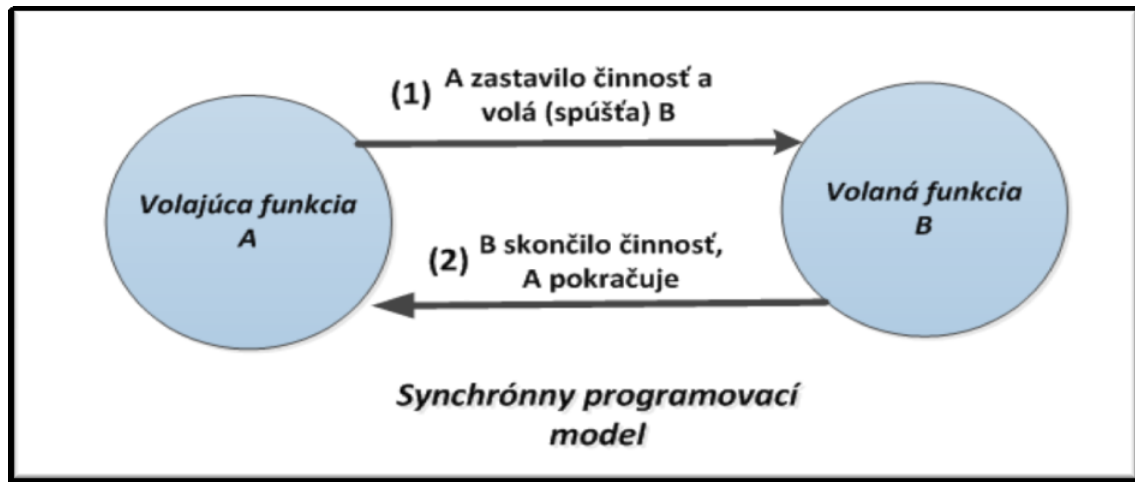 (1) A zastavilo činnosť a
volá (spúšťa) B
Volajúca funkcia
A
Volaná funkcia
B
(2) B skončilo činnosť,
A pokračuje
Synchrónny programovací
model